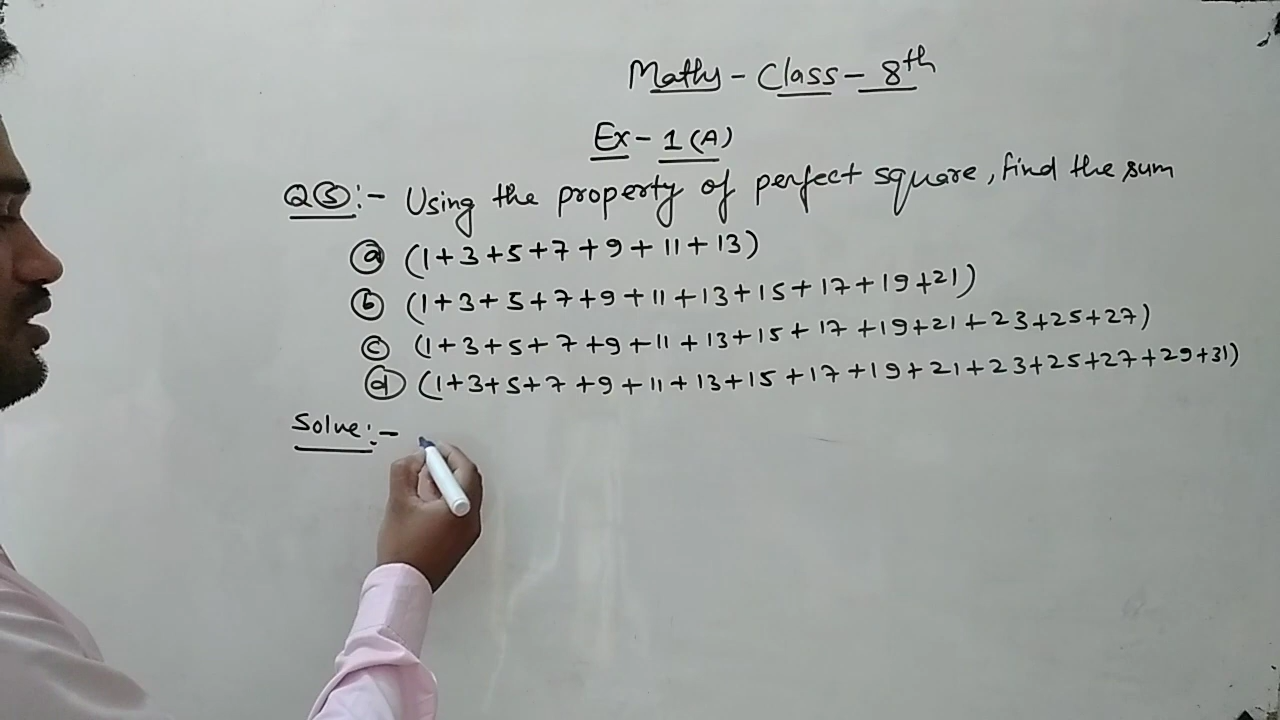 Maths - Class - 8th
Ex - 1 (A)
Q⑤:- Using the property of perfect square, find the sum
ⓐ (1+3+5+7+9+11+13)
ⓑ (1+3+5+7+9+11+13+15+17+19+21)
ⓒ (1+3+5+7+9+11+13+15+17+19+21+23+25+27)
ⓓ (1+3+5+7+9+11+13+15+17+19+21+23+25+27+29+31)
Solve:-